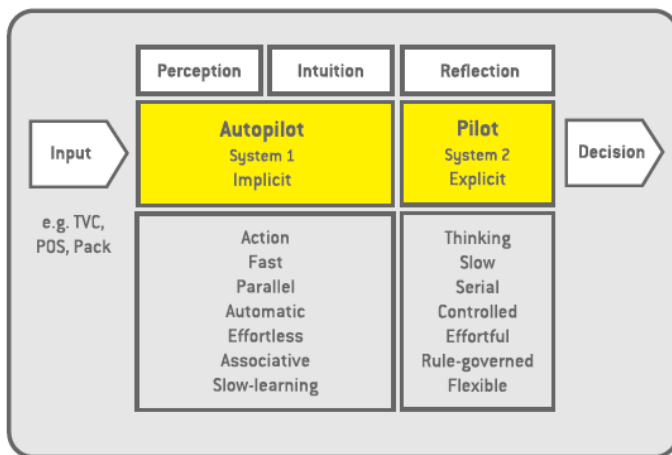 Perception
Intuition
Reflection
Input
Autopilot
System 1
Implicit
Pilot
System 2
Explicit
Decision
e.g. TVC,
POS, Pack
Action
Fast
Parallel
Automatic
Effortless
Associative
Slow-learning
Thinking
Slow
Serial
Controlled
Effortful
Rule-governed
Flexible